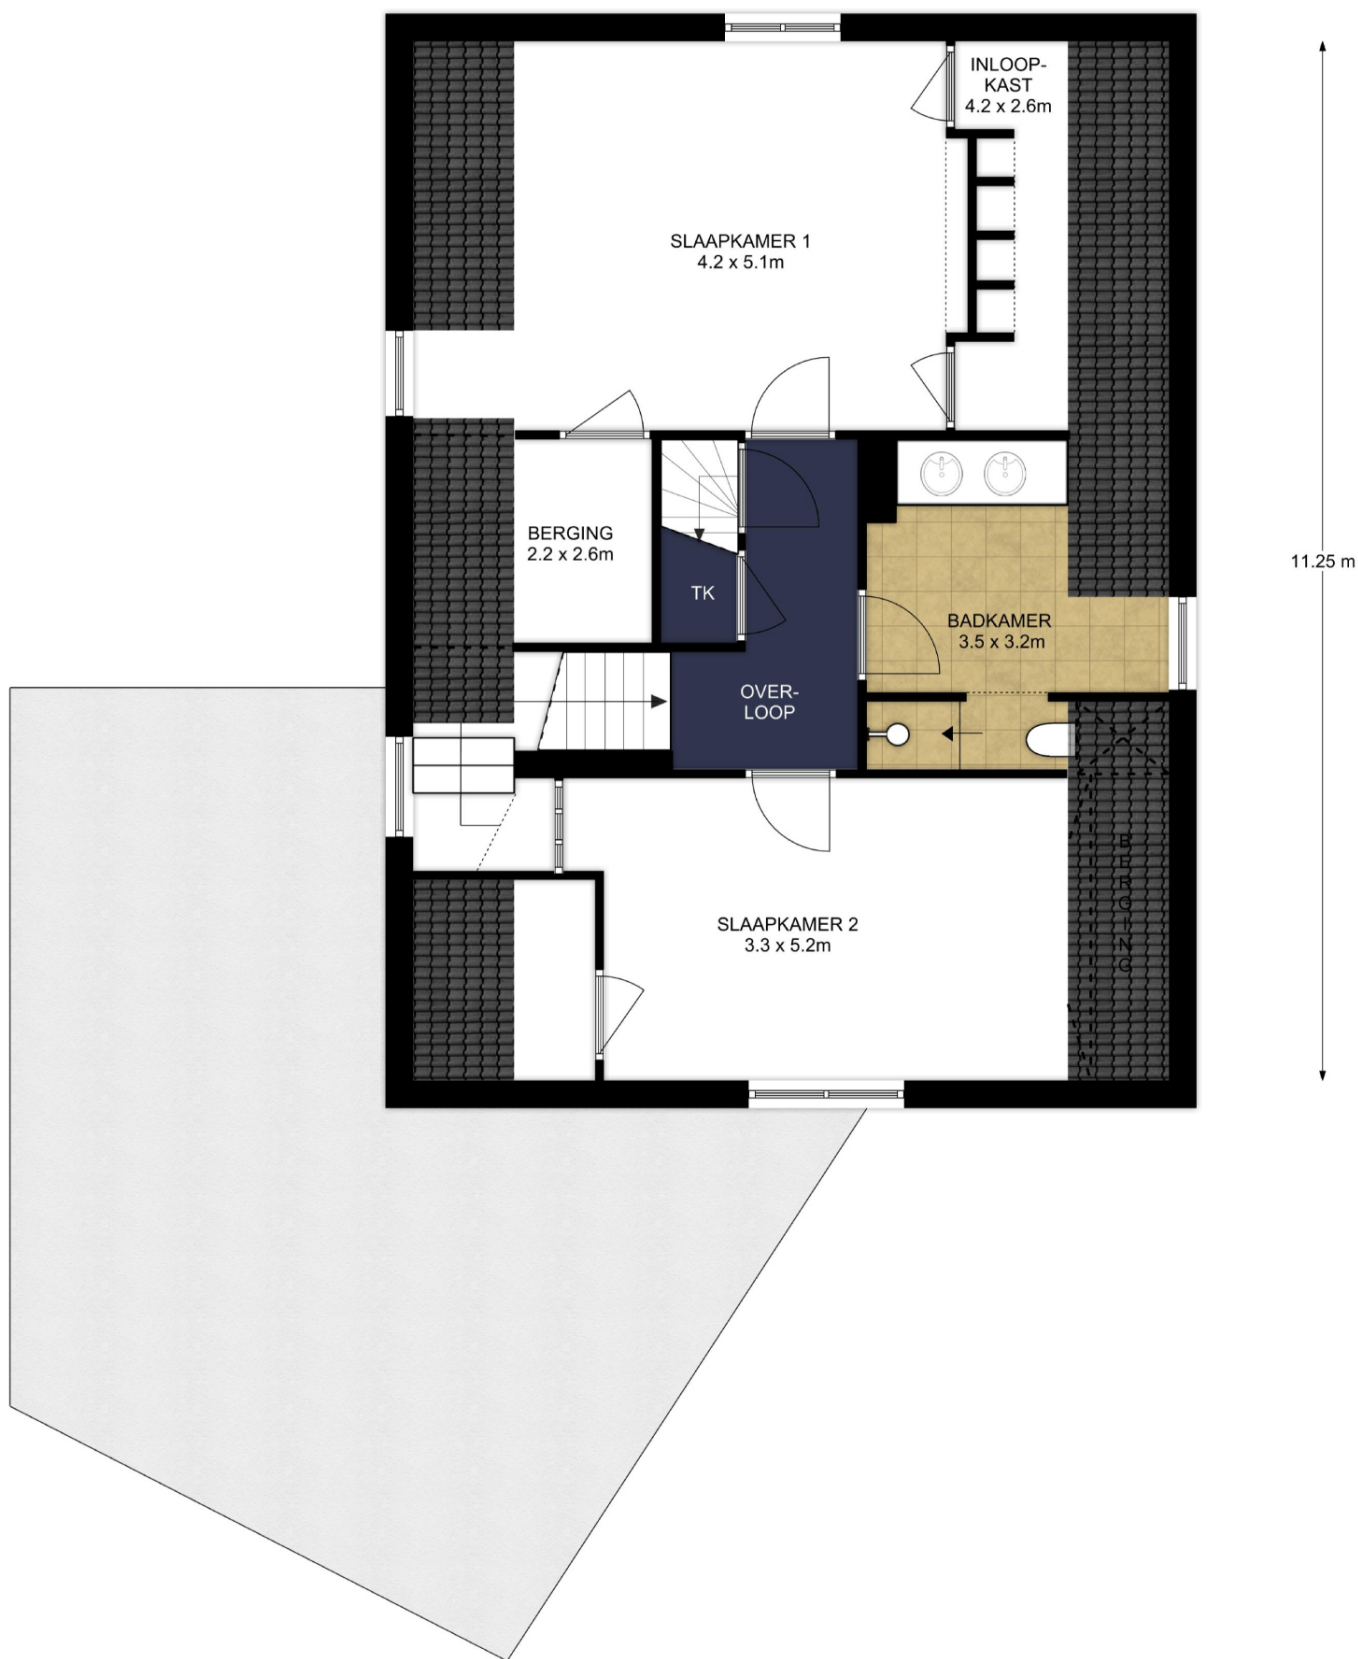 INLOOP-
KAST
4.2 x 2.6m
SLAAPKAMER 1
4.2 x 5.1m
BERGING
2.2 x 2.6m
11.25 m
TK
BADKAMER
3.5 x 3.2m
OVER-
LOOP
SLAAPKAMER 2
3.3 x 5.2m
BERGING